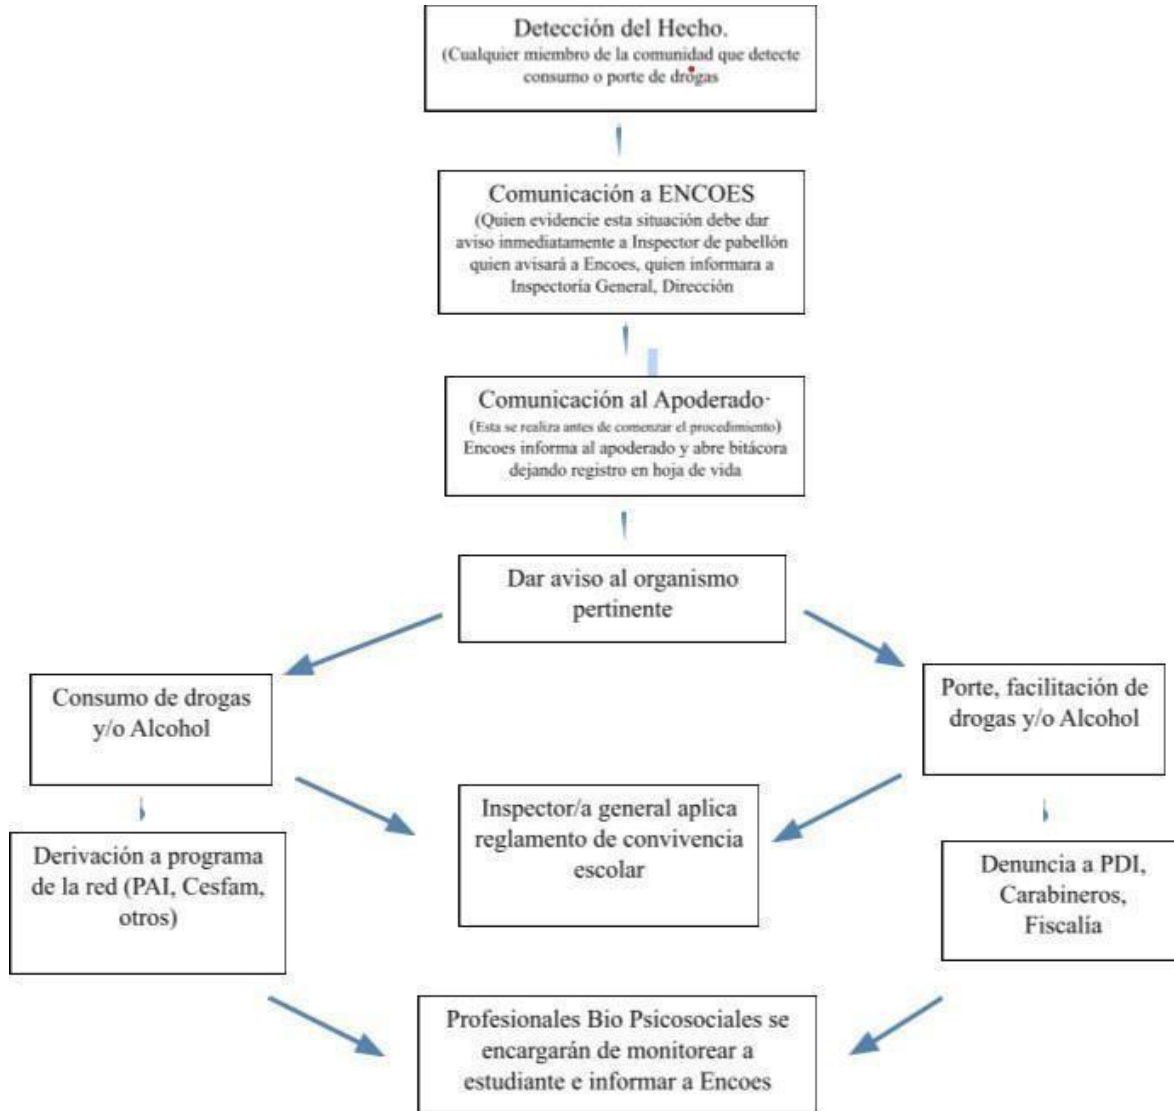 Detección del Hecho.
(Cualquier miembro de la comunidad que detecte
consumo o porte de drogas
Comunicación a ENCOES
(Quien evidencie esta situación debe dar
aviso inmediatamente a Inspector de pabellón
quien avisará a Encoes, quien informara a
Inspectoría General, Dirección
Comunicación al Apoderado·
(Esta se realiza antes de comenzar el procedimiento)
Encoes informa al apoderado y abre bitácora
dejando registro en hoja de vida
Dar aviso al organismo
pertinente
Consumo de drogas
y/o Alcohol
Porte, facilitación de
drogas y/o Alcohol
Inspector/a general aplica
reglamento de convivencia
escolar
Derivación a programa
de la red (PAI, Cesfam,
otros)
Denuncia a PDI,
Carabineros,
Fiscalía
Profesionales Bio Psicosociales se
encargarán de monitorear a
estudiante e informar a Encoes